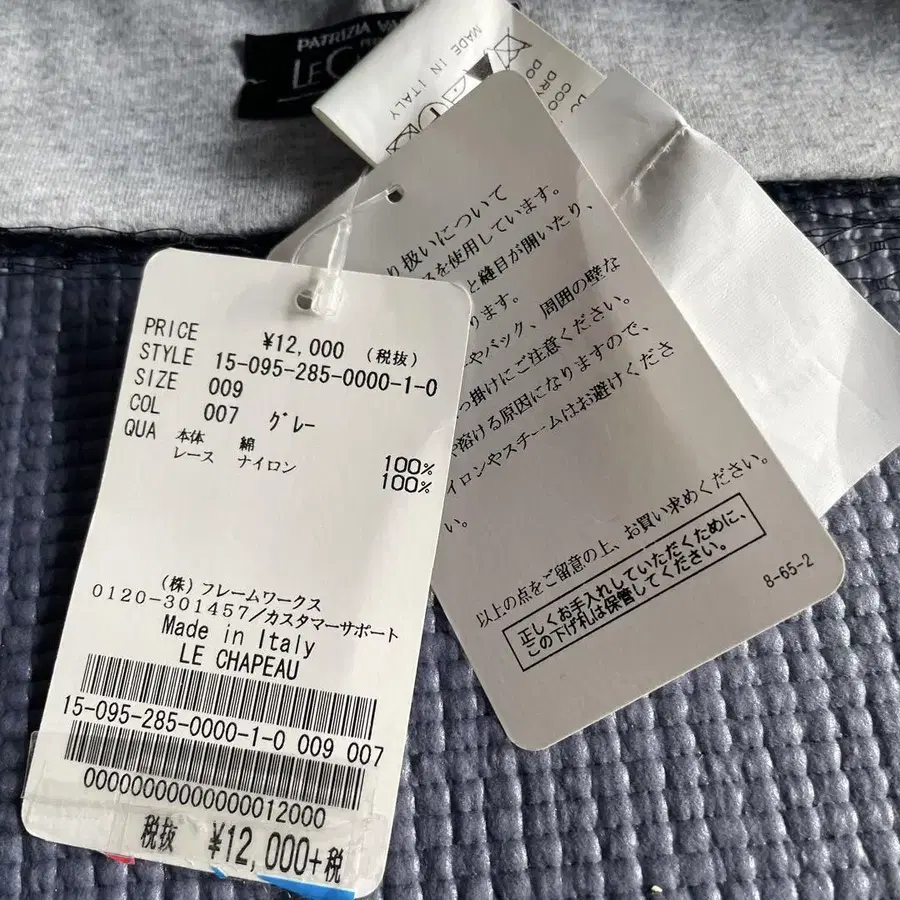 PATRIZIA
MADE IN ITALY
DRY
DO
PRICE ¥12,000 (税抜)
STYLE 15-095-285-0000-1-0
SIZE 009
COL 007 グレー
QUA 本体 綿 100%
レース ナイロン 100%
(株)フレームワークス
0120-301457/カスタマーサポート
Made in Italy
LE CHAPEAU
15-095-285-0000-1-0 009 007
0000000000000012000
税抜 ¥12,000+税
り扱いについて
を使用しています。
と縫目が開いたり、
ります。
やバック、周囲の壁な
っ掛けにご注意ください。
溶ける原因になりますので、
イロンやスチームはお避けくださ
い。
以上の点をご留意の上、お買い求めください。
正しくお手入れしていただくために、
この下げ札は保管してください。
8-65-2